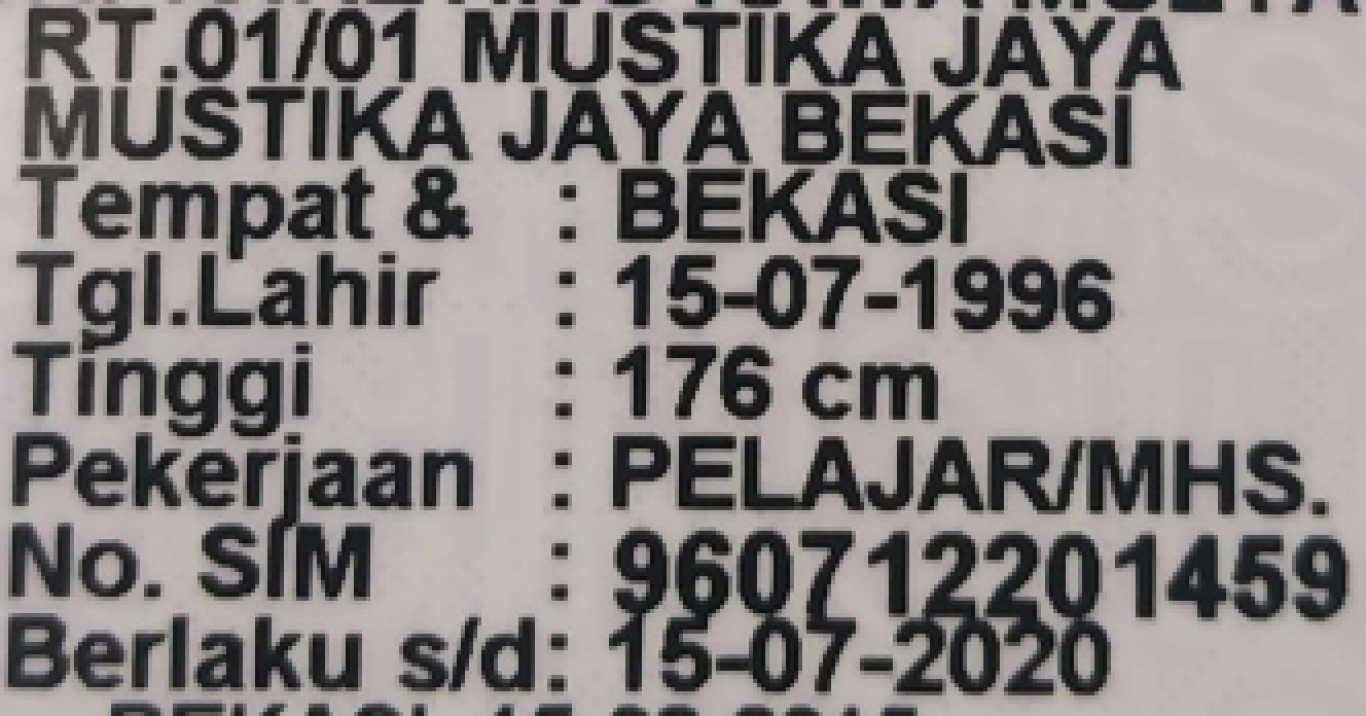 RT.01/01 MUSTIKA JAYA
MUSTIKA JAYA BEKASI
Tempat & : BEKASI
Tgl.Lahir : 15-07-1996
Tinggi : 176 cm
Pekerjaan : PELAJAR/MHS.
No. SIM : 960712201459
Berlaku s/d: 15-07-2020